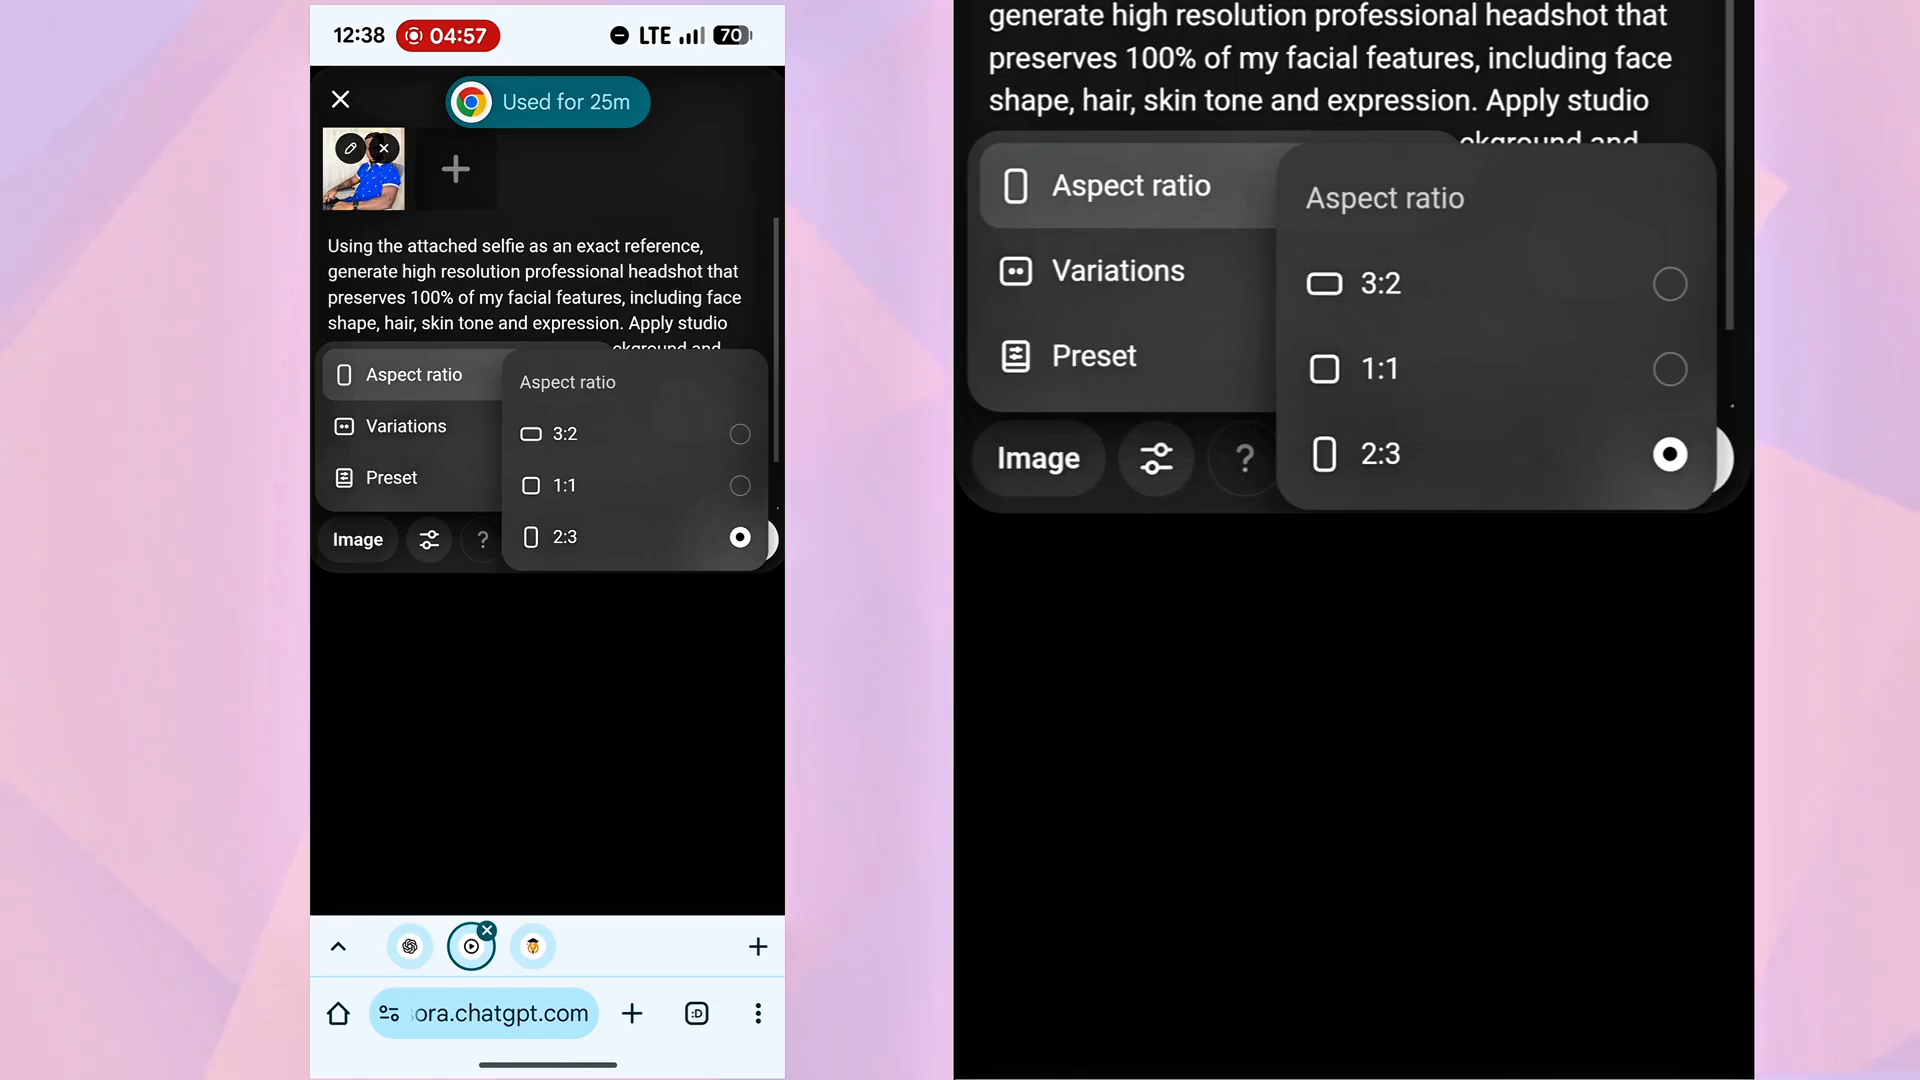 12:38
04:57
LTE
70
Used for 25m
Using the attached selfie as an exact reference,
generate high resolution professional headshot that
preserves 100% of my facial features, including face
shape, hair, skin tone and expression. Apply studio
ckground and
Aspect ratio
Variations
Preset
Aspect ratio
3:2
1:1
2:3
Image
?
ora.chatgpt.com
:D
generate high resolution professional headshot that
preserves 100% of my facial features, including face
shape, hair, skin tone and expression. Apply studio
ckground and
Aspect ratio
Variations
Preset
Aspect ratio
3:2
1:1
2:3
Image
?